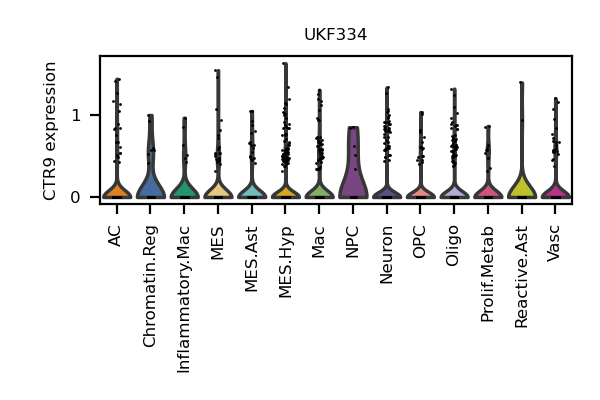 UKF334
CTR9 expression
1
0
AC
Chromatin.Reg
Inflammatory.Mac
MES
MES.Ast
MES.Hyp
Mac
NPC
Neuron
OPC
Oligo
Prolif.Metab
Reactive.Ast
Vasc